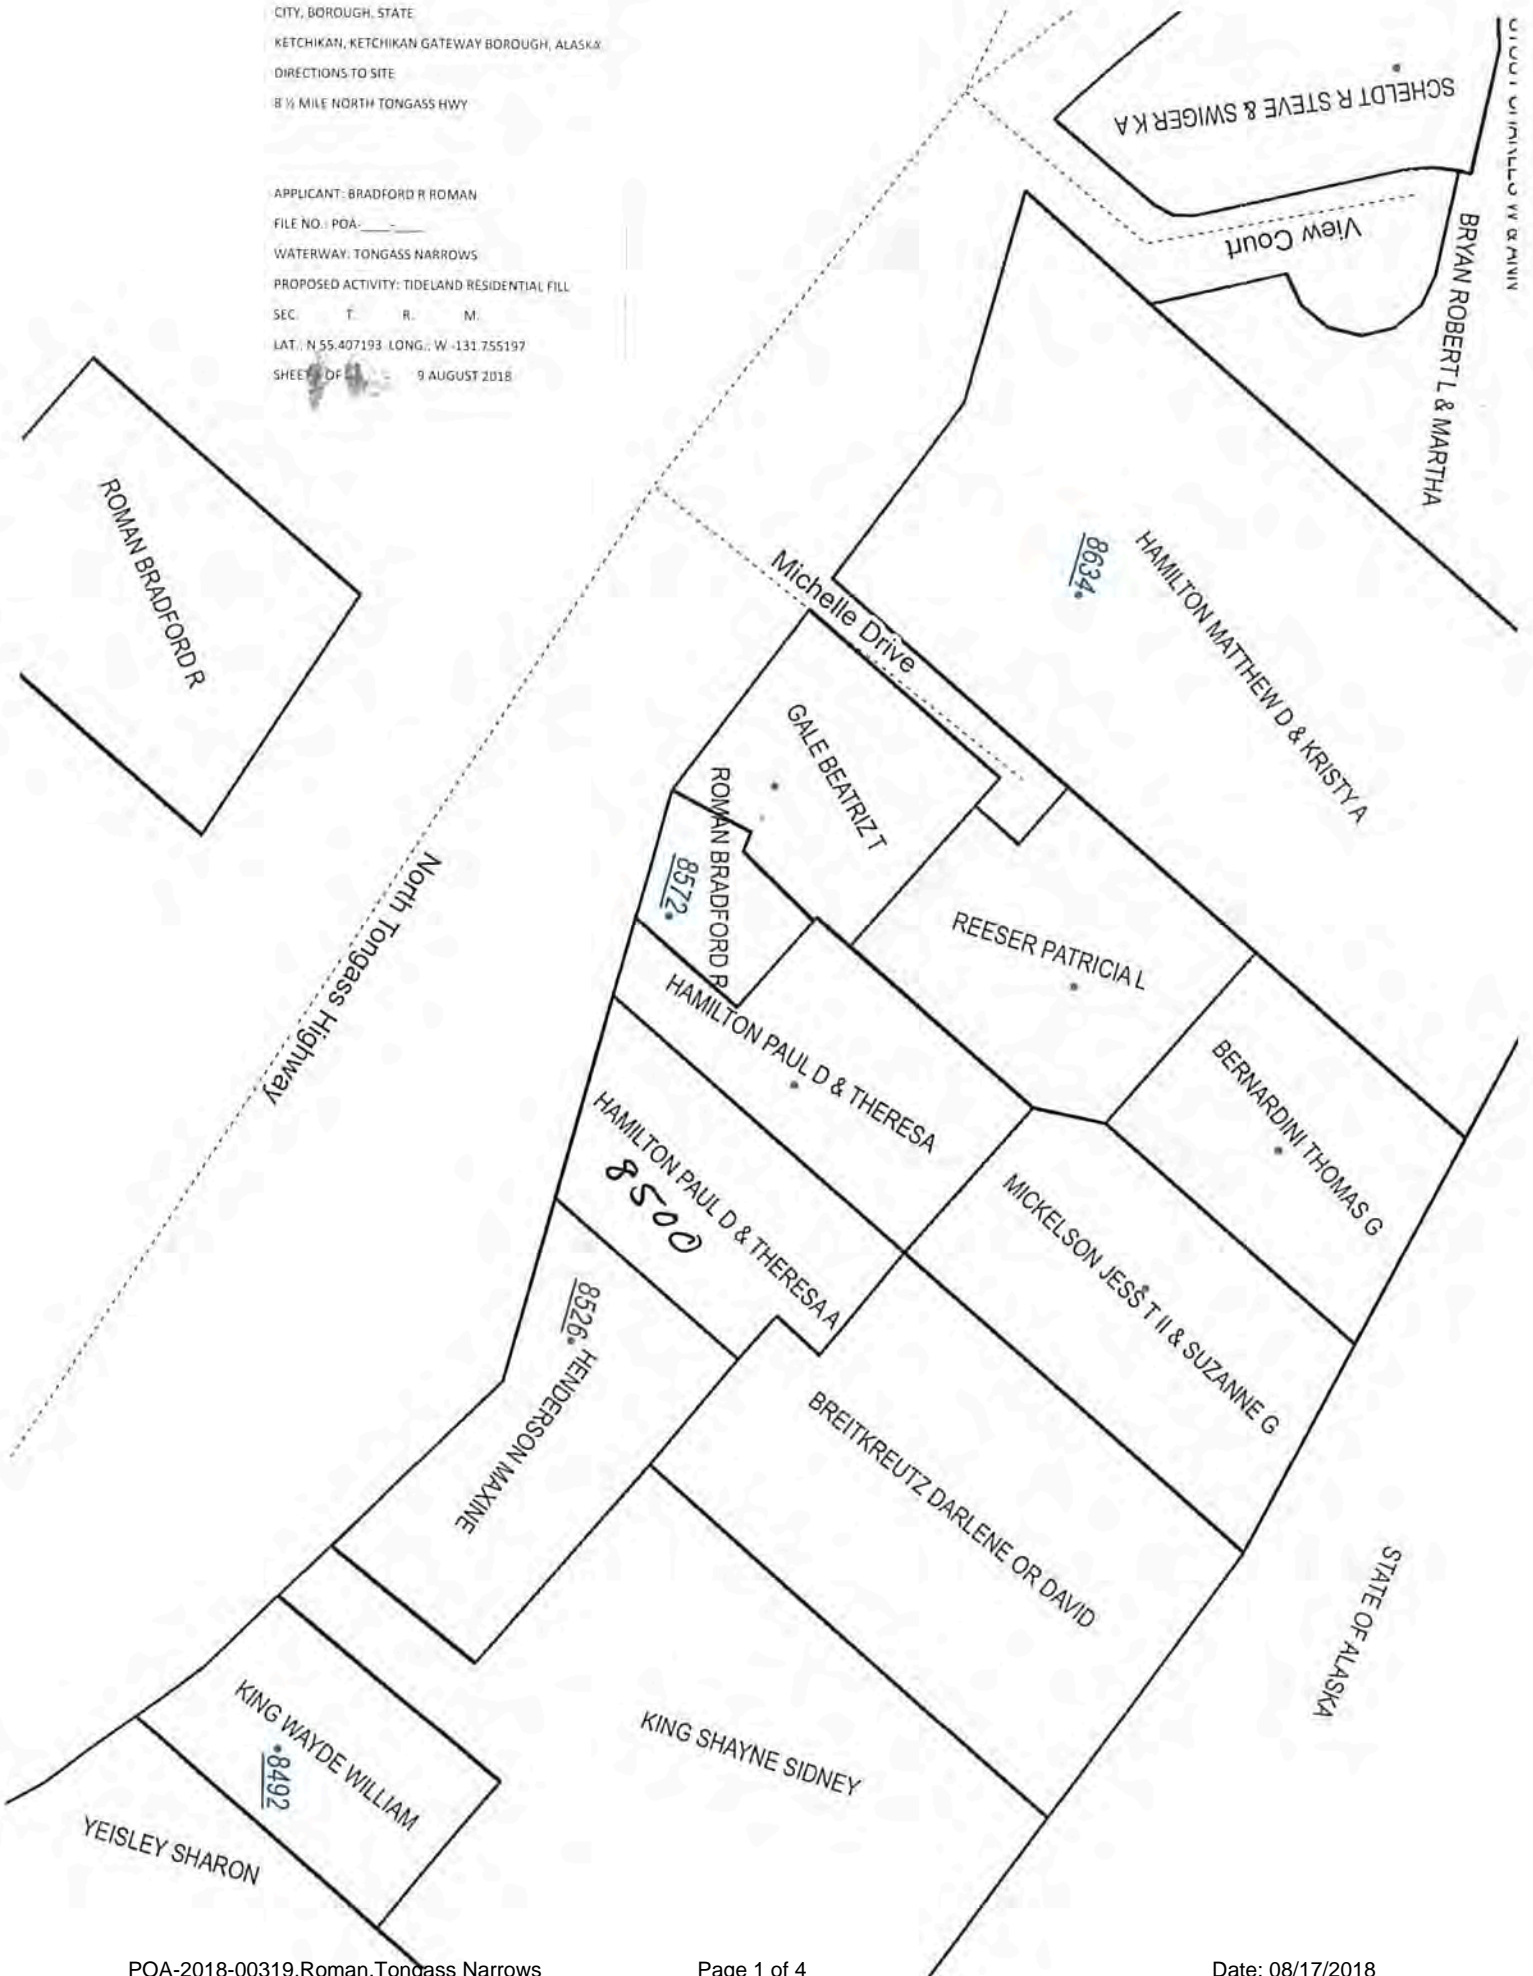 CITY, BOROUGH, STATE
KETCHIKAN, KETCHIKAN GATEWAY BOROUGH, ALASKA
DIRECTIONS TO SITE
8 ½ MILE NORTH TONGASS HWY
APPLICANT: BRADFORD R ROMAN
FILE NO.: POA-____-____
WATERWAY: TONGASS NARROWS
PROPOSED ACTIVITY: TIDELAND RESIDENTIAL FILL
SEC. T. R. M.
LAT.: N 55.407193 LONG.: W -131.755197
SHEET OF 9 AUGUST 2018
SCHELDT R STEVE & SWIGER K A
CHARLES W & ANN
View Court
BRYAN ROBERT L & MARTHA
ROMAN BRADFORD R
8634
HAMILTON MATTHEW D & KRISTY A
Michelle Drive
GALE BEATRIZ T
ROMAN BRADFORD R
8572
North Tongass Highway
REESER PATRICIA L
HAMILTON PAUL D & THERESA
BERNARDINI THOMAS G
HAMILTON PAUL D & THERESA A
8500
MICKELSON JESS T II & SUZANNE G
8526
HENDERSON MAXINE
BREITKREUTZ DARLENE OR DAVID
STATE OF ALASKA
KING WAYDE WILLIAM
8492
KING SHAYNE SIDNEY
YEISLEY SHARON
POA-2018-00319,Roman,Tongass Narrows Page 1 of 4 Date: 08/17/2018